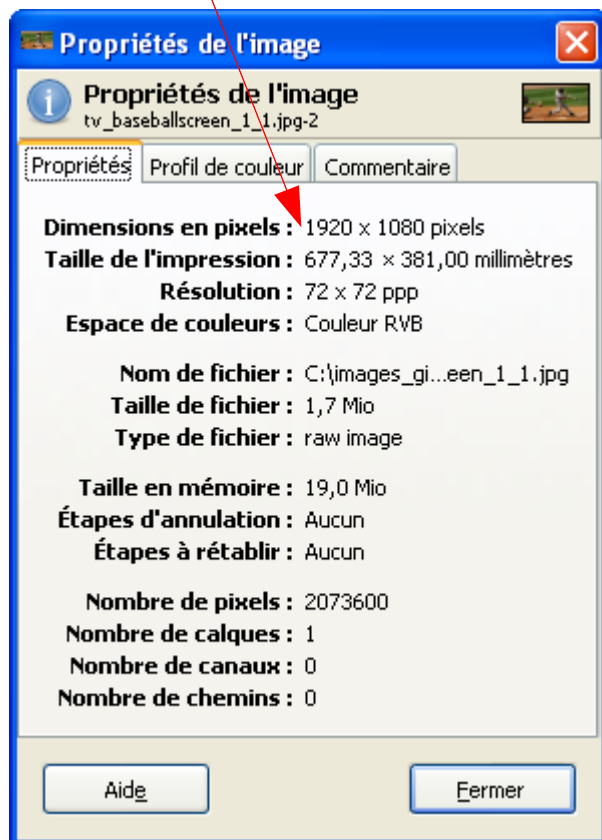 Propriétés de l'image
Propriétés de l'image
tv_baseballscreen_1_1.jpg-2
Propriétés Profil de couleur Commentaire
Dimensions en pixels : 1920 x 1080 pixels
Taille de l'impression : 677,33 × 381,00 millimètres
Résolution : 72 x 72 ppp
Espace de couleurs : Couleur RVB
Nom de fichier : C:\images_gi...een_1_1.jpg
Taille de fichier : 1,7 Mio
Type de fichier : raw image
Taille en mémoire : 19,0 Mio
Étapes d'annulation : Aucun
Étapes à rétablir : Aucun
Nombre de pixels : 2073600
Nombre de calques : 1
Nombre de canaux : 0
Nombre de chemins : 0
Aide Fermer